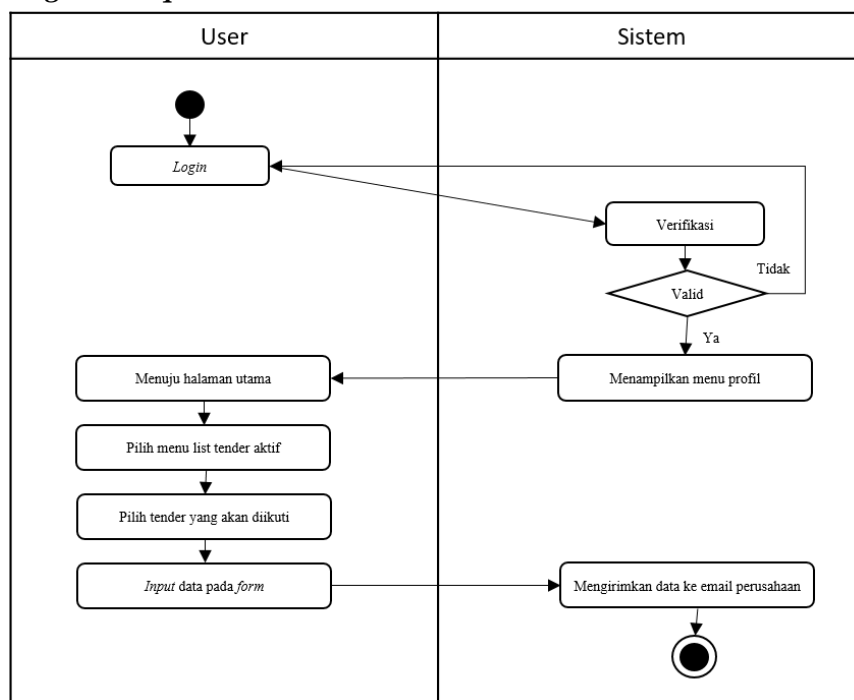 User
Sistem
Login
Verifikasi
Tidak
Valid
Ya
Menuju halaman utama
Menampilkan menu profil
Pilih menu list tender aktif
Pilih tender yang akan diikuti
Input data pada form
Mengirimkan data ke email perusahaan